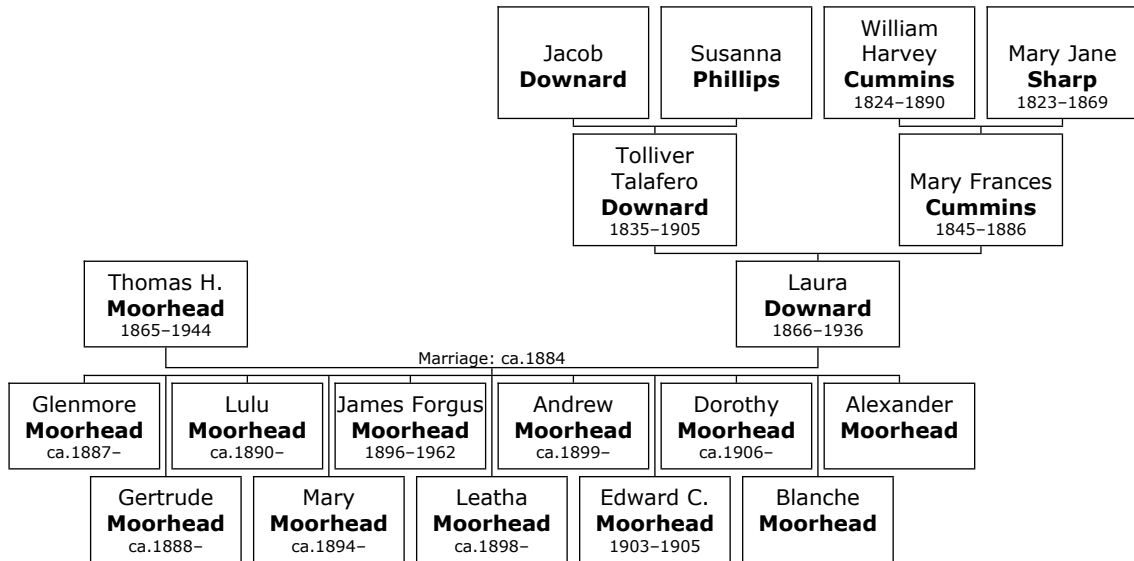 Jacob
Downard
Susanna
Phillips
William
Harvey
Cummins
1824–1890
Mary Jane
Sharp
1823–1869
Tolliver
Talafero
Downard
1835–1905
Mary Frances
Cummins
1845–1886
Thomas H.
Moorhead
1865–1944
Laura
Downard
1866–1936
Marriage: ca.1884
Glenmore
Moorhead
ca.1887–
Lulu
Moorhead
ca.1890–
James Forgus
Moorhead
1896–1962
Andrew
Moorhead
ca.1899–
Dorothy
Moorhead
ca.1906–
Alexander
Moorhead
Gertrude
Moorhead
ca.1888–
Mary
Moorhead
ca.1894–
Leatha
Moorhead
ca.1898–
Edward C.
Moorhead
1903–1905
Blanche
Moorhead